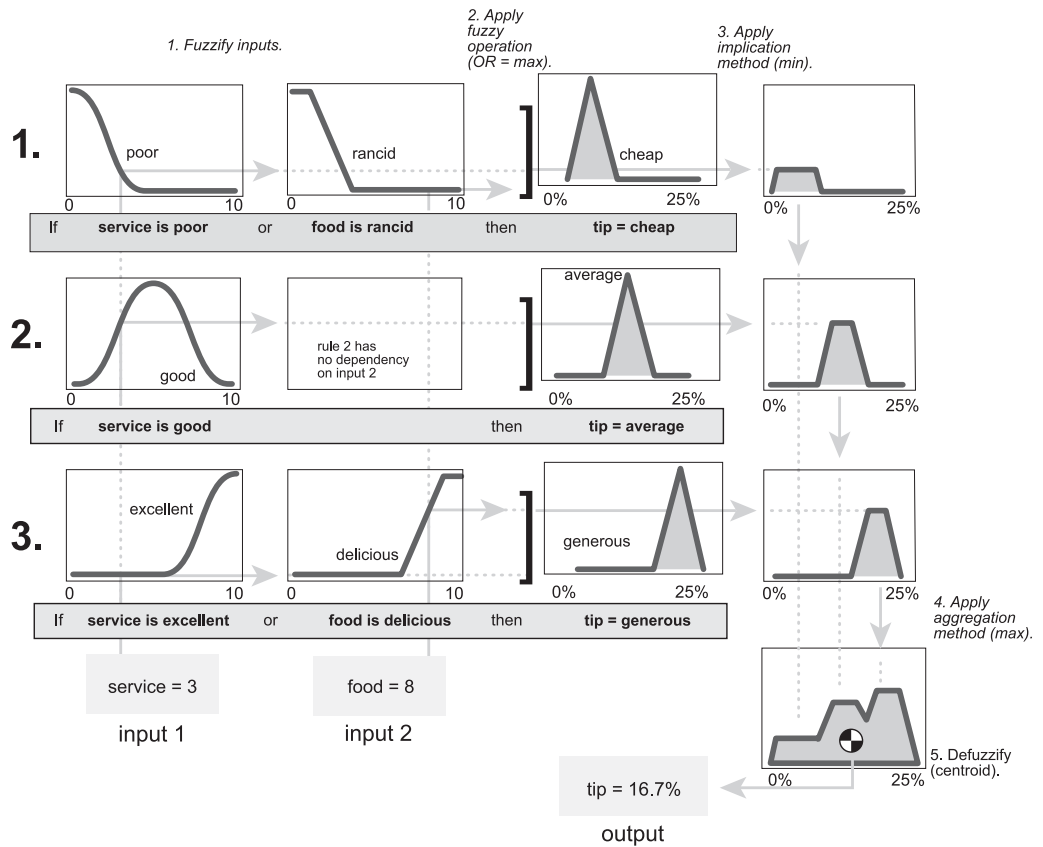 1. Fuzzify inputs.
2. Apply
fuzzy
operation
(OR = max).
3. Apply
implication
method (min).
1.
poor
0
10
rancid
0
10
cheap
0%
25%
0%
25%
If service is poor or food is rancid then tip = cheap
2.
good
0
10
rule 2 has
no dependency
on input 2
average
0%
25%
0%
25%
If service is good then tip = average
3.
excellent
0
10
delicious
0
10
generous
0%
25%
0%
25%
If service is excellent or food is delicious then tip = generous
4. Apply
aggregation
method (max).
service = 3
input 1
food = 8
input 2
0%
25%
5. Defuzzify
(centroid).
tip = 16.7%
output